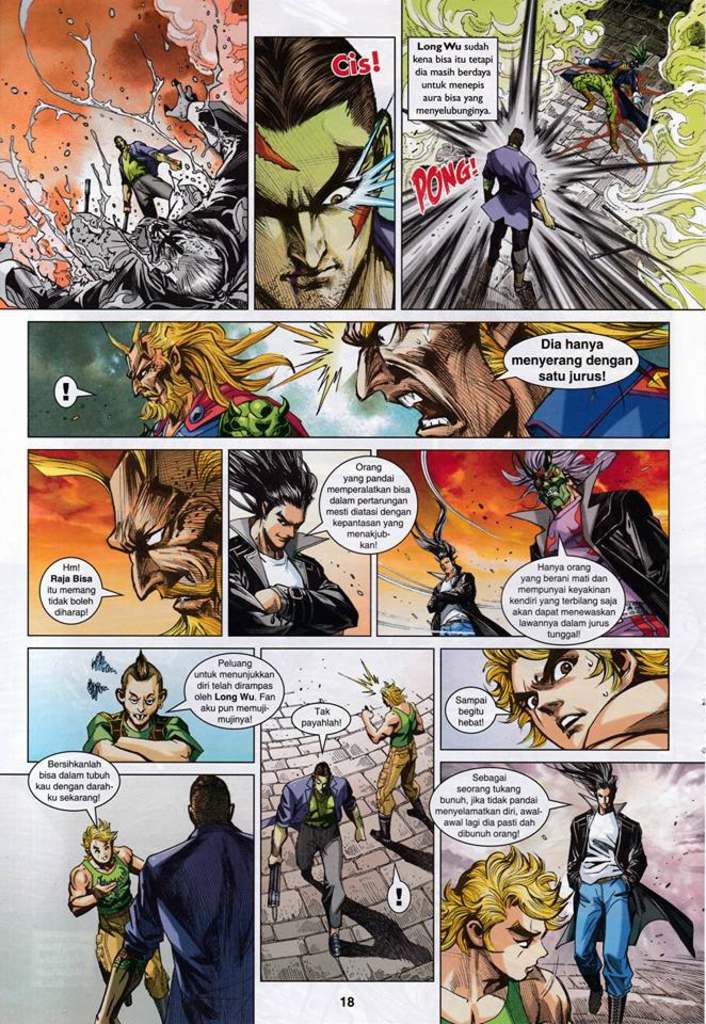 Cis!
Long Wu sudah
kena bisa itu tetapi
dia masih berdaya
untuk menepis
aura bisa yang
menyelubunginya.
PONG!
!
Dia hanya
menyerang dengan
satu jurus!
Hm!
Raja Bisa
itu memang
tidak boleh
diharap!
Orang
yang pandai
memperalatkan bisa
dalam pertarungan
mesti diatasi dengan
kepantasan yang
menakjub-
kan!
Hanya orang
yang berani mati dan
mempunyai keyakinan
kendiri yang terbilang saja
akan dapat menewaskan
lawannya dalam jurus
tunggal!
Peluang
untuk menunjukkan
diri telah dirampas
oleh Long Wu. Fan
aku pun memuji-
mujinya!
Bersihkanlah
bisa dalam tubuh
kau dengan darah-
ku sekarang!
Tak
payahlah!
!
Sampai
begitu
hebat!
Sebagai
seorang tukang
bunuh, jika tidak pandai
menyelamatkan diri, awal-
awal lagi dia pasti dah
dibunuh orang!
18